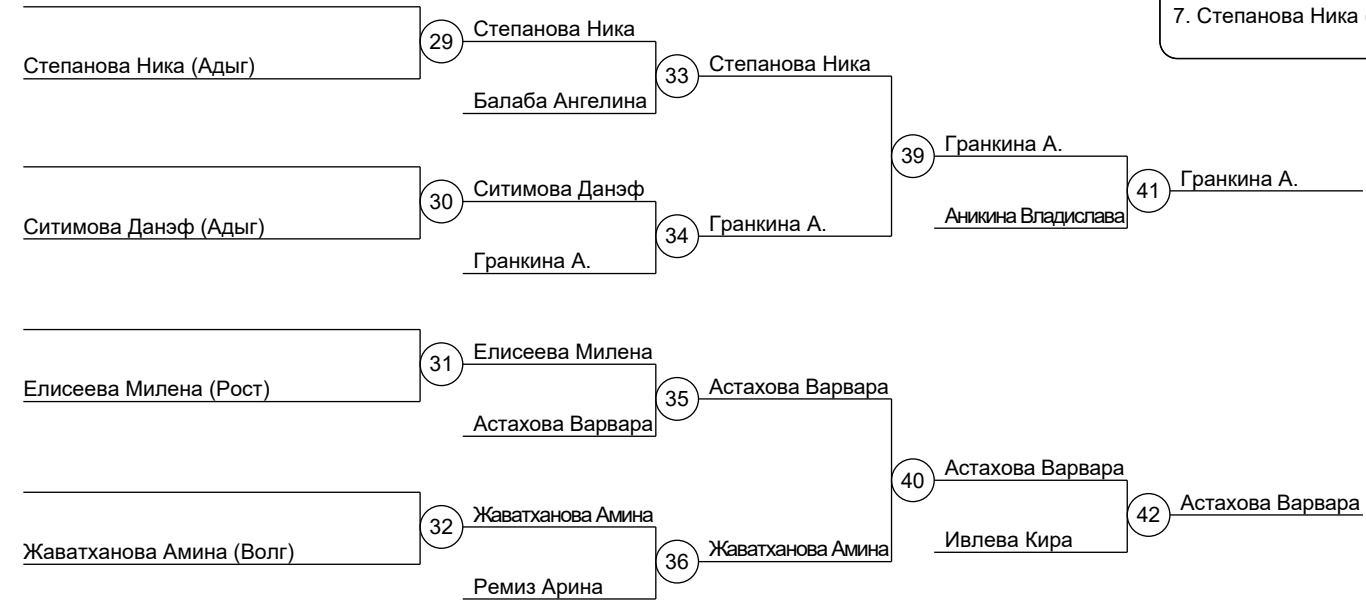 7. Степанова Ника
29
Степанова Ника
Степанова Ника (Адыг)
33
Степанова Ника
Балаба Ангелина
39
Гранкина А.
30
Ситимова Данэф
41
Гранкина А.
Ситимова Данэф (Адыг)
34
Гранкина А.
Аникина Владислава
Гранкина А.
31
Елисеева Милена
Елисеева Милена (Рост)
35
Астахова Варвара
Астахова Варвара
40
Астахова Варвара
32
Жаватханова Амина
42
Астахова Варвара
Жаватханова Амина (Волг)
36
Жаватханова Амина
Ивлева Кира
Ремиз Арина